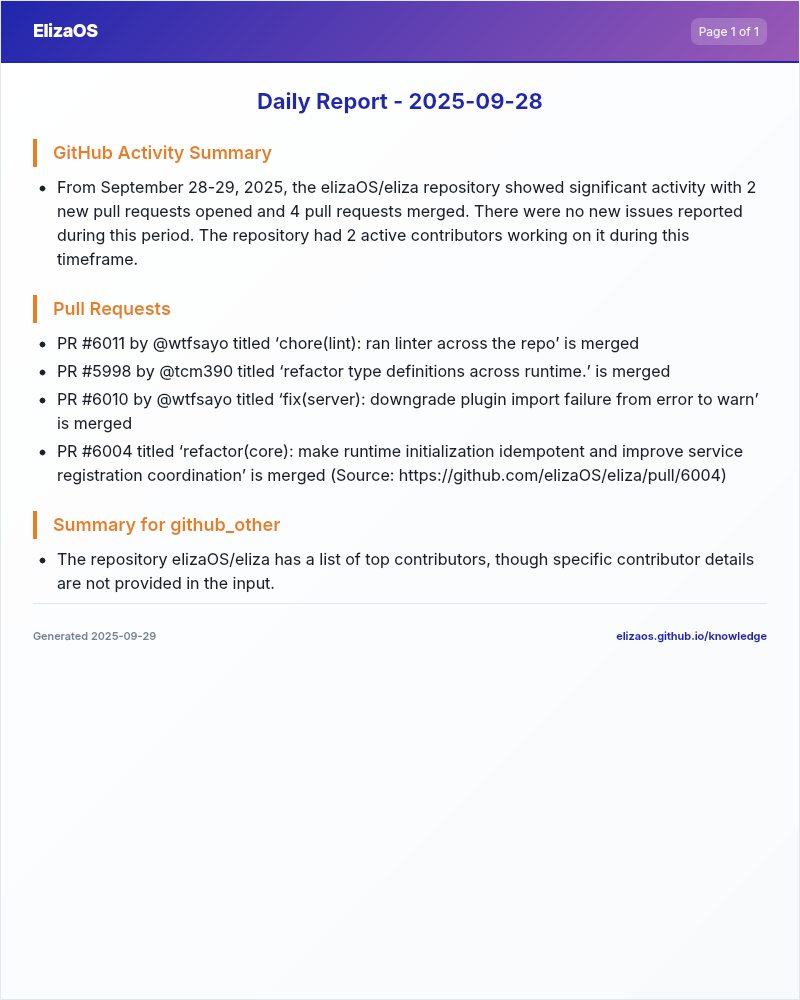 ElizaOS
Page 1 of 1
Daily Report - 2025-09-28
GitHub Activity Summary
• From September 28-29, 2025, the elizaOS/eliza repository showed significant activity with 2
new pull requests opened and 4 pull requests merged. There were no new issues reported
during this period. The repository had 2 active contributors working on it during this
timeframe.
Pull Requests
• PR #6011 by @wtfsayo titled ‘chore(lint): ran linter across the repo’ is merged
• PR #5998 by @tcm390 titled ‘refactor type definitions across runtime.’ is merged
• PR #6010 by @wtfsayo titled ‘fix(server): downgrade plugin import failure from error to warn’
is merged
• PR #6004 titled ‘refactor(core): make runtime initialization idempotent and improve service
registration coordination’ is merged (Source: https://github.com/elizaOS/eliza/pull/6004)
Summary for github_other
• The repository elizaOS/eliza has a list of top contributors, though specific contributor details
are not provided in the input.
Generated 2025-09-29
elizaos.github.io/knowledge